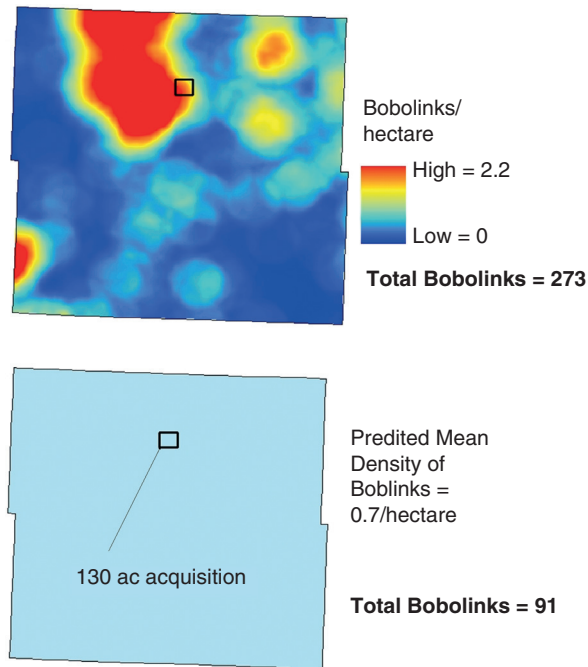 Bobolinks/
hectare
High = 2.2
Low = 0
Total Bobolinks = 273
Predited Mean
Density of
Boblinks =
0.7/hectare
130 ac acquisition
Total Bobolinks = 91